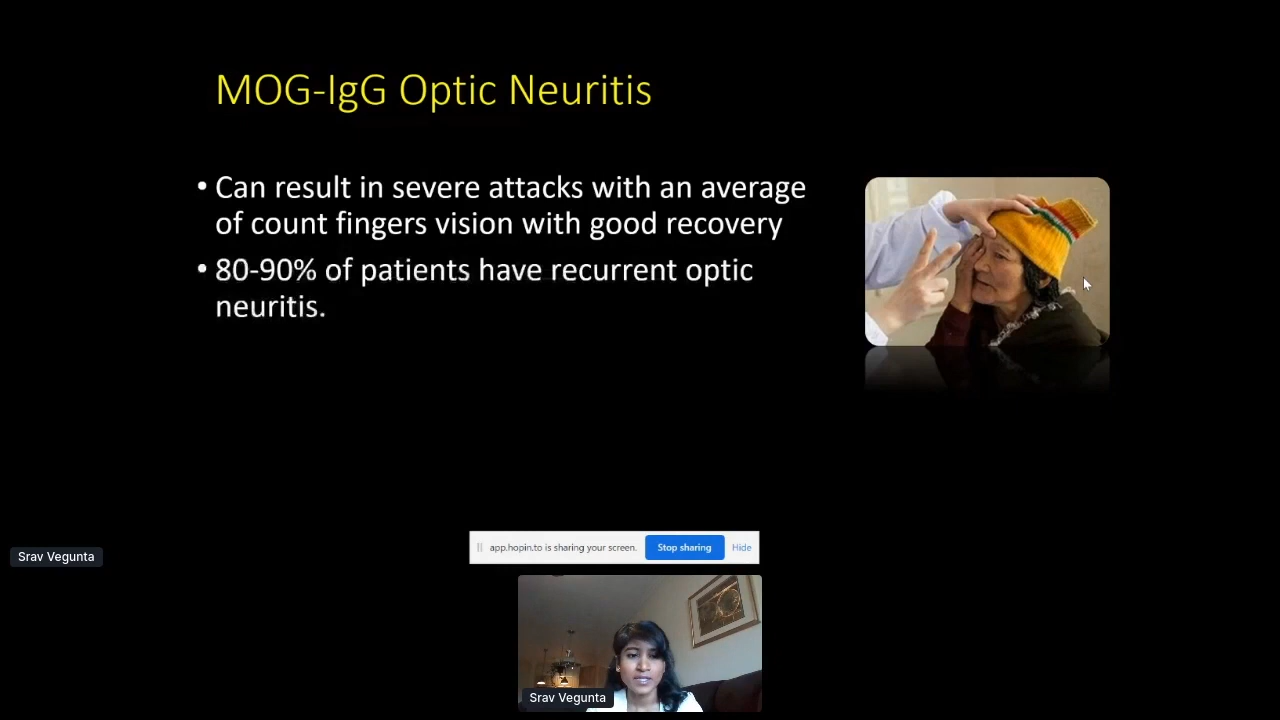 MOG-IgG Optic Neuritis
• Can result in severe attacks with an average
of count fingers vision with good recovery
• 80-90% of patients have recurrent optic
neuritis.
Srav Vegunta
app.hopin.to is sharing your screen. Stop sharing Hide
Srav Vegunta